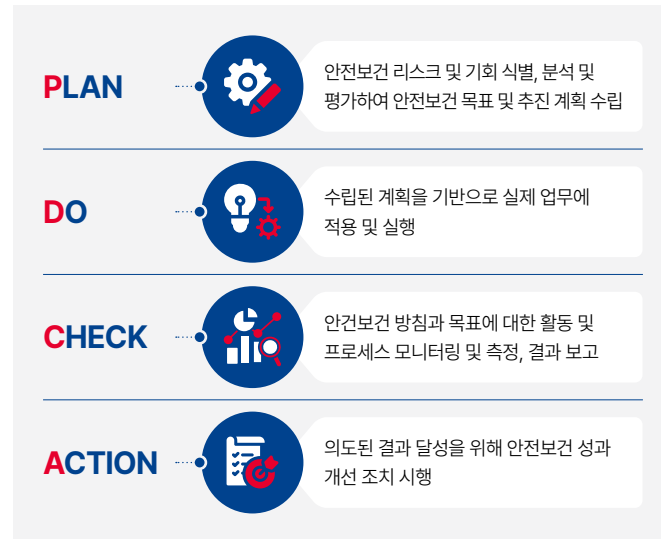 PLAN
안전보건 리스크 및 기회 식별, 분석 및
평가하여 안전보건 목표 및 추진 계획 수립
DO
수립된 계획을 기반으로 실제 업무에
적용 및 실행
CHECK
안건보건 방침과 목표에 대한 활동 및
프로세스 모니터링 및 측정, 결과 보고
ACTION
의도된 결과 달성을 위해 안전보건 성과
개선 조치 시행